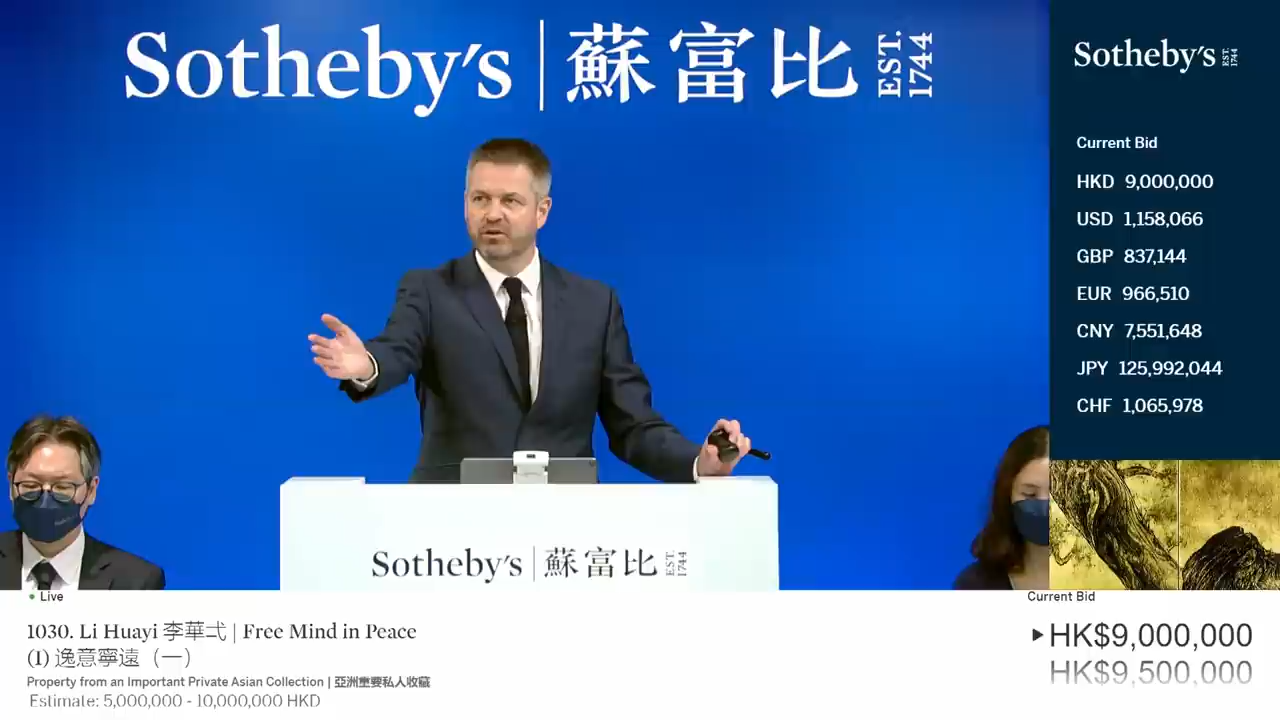 Sotheby's | 蘇富比 EST. 1744
Sotheby's EST. 1744
Current Bid
HKD 9,000,000
USD 1,158,066
GBP 837,144
EUR 966,510
CNY 7,551,648
JPY 125,992,044
CHF 1,065,978
Sotheby's | 蘇富比 EST. 1744
Live
1030. Li Huayi 李華弌 | Free Mind in Peace
(1) 逸意寧遠（一）
Property from an Important Private Asian Collection | 亞洲重要私人收藏
Estimate: 5,000,000 - 10,000,000 HKD
Current Bid
HK$9,000,000
HK$9,500,000